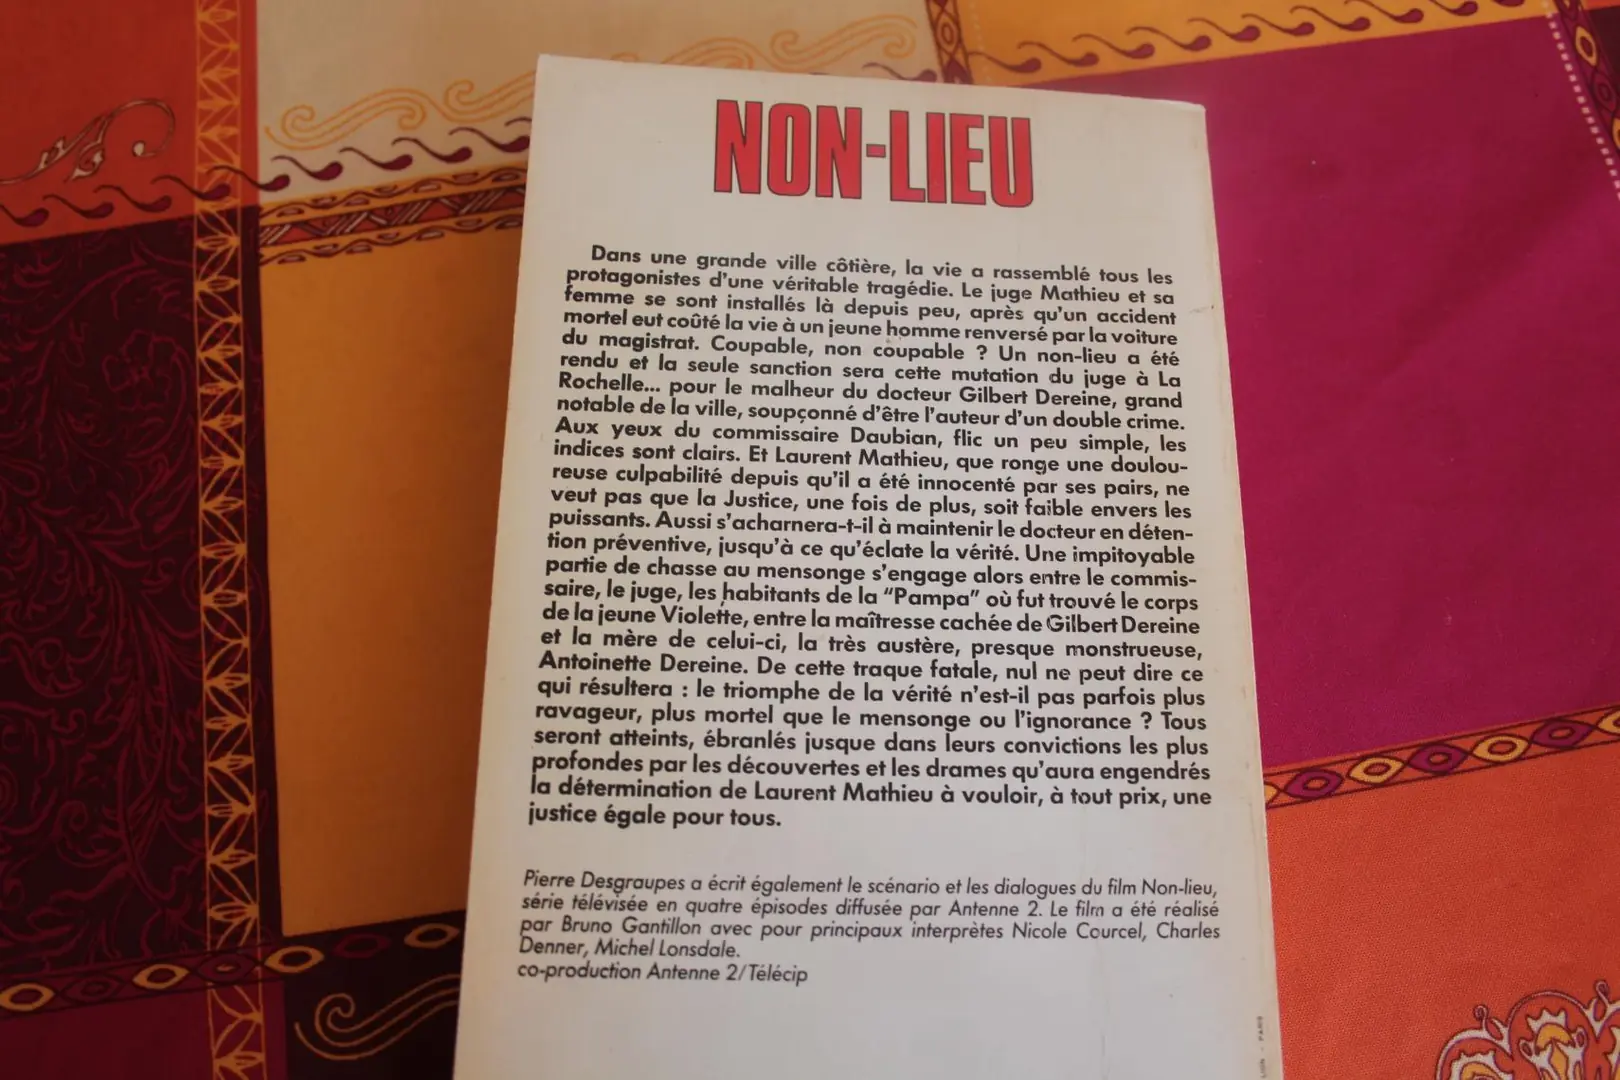 NON-LIEU
Dans une grande ville côtière, la vie a rassemblé tous les
protagonistes d'une véritable tragédie. Le juge Mathieu et sa
femme se sont installés là depuis peu, après qu'un accident
mortel eut coûté la vie à un jeune homme renversé par la voiture
du magistrat. Coupable, non coupable ? Un non-lieu a été
rendu et la seule sanction sera cette mutation du juge à La
Rochelle... pour le malheur du docteur Gilbert Dereine, grand
notable de la ville, soupçonné d'être l'auteur d'un double crime.
Aux yeux du commissaire Daubian, flic un peu simple, les
indices sont clairs. Et Laurent Mathieu, que ronge une doulou-
reuse culpabilité depuis qu'il a été innocenté par ses pairs, ne
veut pas que la Justice, une fois de plus, soit faible envers les
puissants. Aussi s'acharnera-t-il à maintenir le docteur en déten-
tion préventive, jusqu'à ce qu'éclate la vérité. Une impitoyable
partie de chasse au mensonge s'engage alors entre le commis-
saire, le juge, les habitants de la "Pampa" où fut trouvé le corps
de la jeune Violette, entre la maîtresse cachée de Gilbert Dereine
et la mère de celui-ci, la très austère, presque monstrueuse,
Antoinette Dereine. De cette traque fatale, nul ne peut dire ce
qui résultera : le triomphe de la vérité n'est-il pas parfois plus
ravageur, plus mortel que le mensonge ou l'ignorance ? Tous
seront atteints, ébranlés jusque dans leurs convictions les plus
profondes par les découvertes et les drames qu'aura engendrés
la détermination de Laurent Mathieu à vouloir, à tout prix, une
justice égale pour tous.
Pierre Desgraupes a écrit également le scénario et les dialogues du film Non-lieu,
série télévisée en quatre épisodes diffusée par Antenne 2. Le film a été réalisé
par Bruno Gantillon avec pour principaux interprètes Nicole Courcel, Charles
Denner, Michel Lonsdale.
co-production Antenne 2/Télécip
PARIS